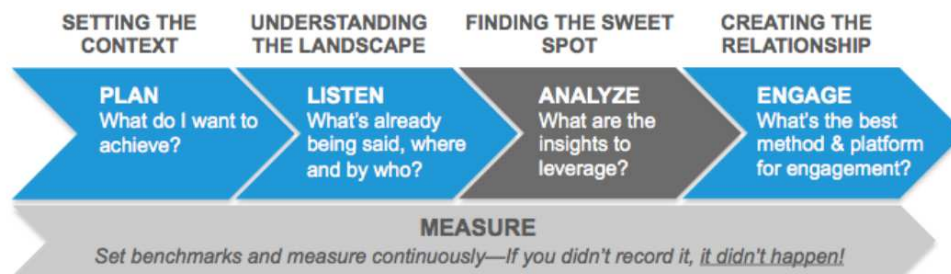 SETTING THE
CONTEXT
UNDERSTANDING
THE LANDSCAPE
FINDING THE SWEET
SPOT
CREATING THE
RELATIONSHIP
PLAN
What do I want to
achieve?
LISTEN
What's already
being said, where
and by who?
ANALYZE
What are the
insights to
leverage?
ENGAGE
What's the best
method & platform
for engagement?
MEASURE
Set benchmarks and measure continuously—If you didn't record it, it didn't happen!